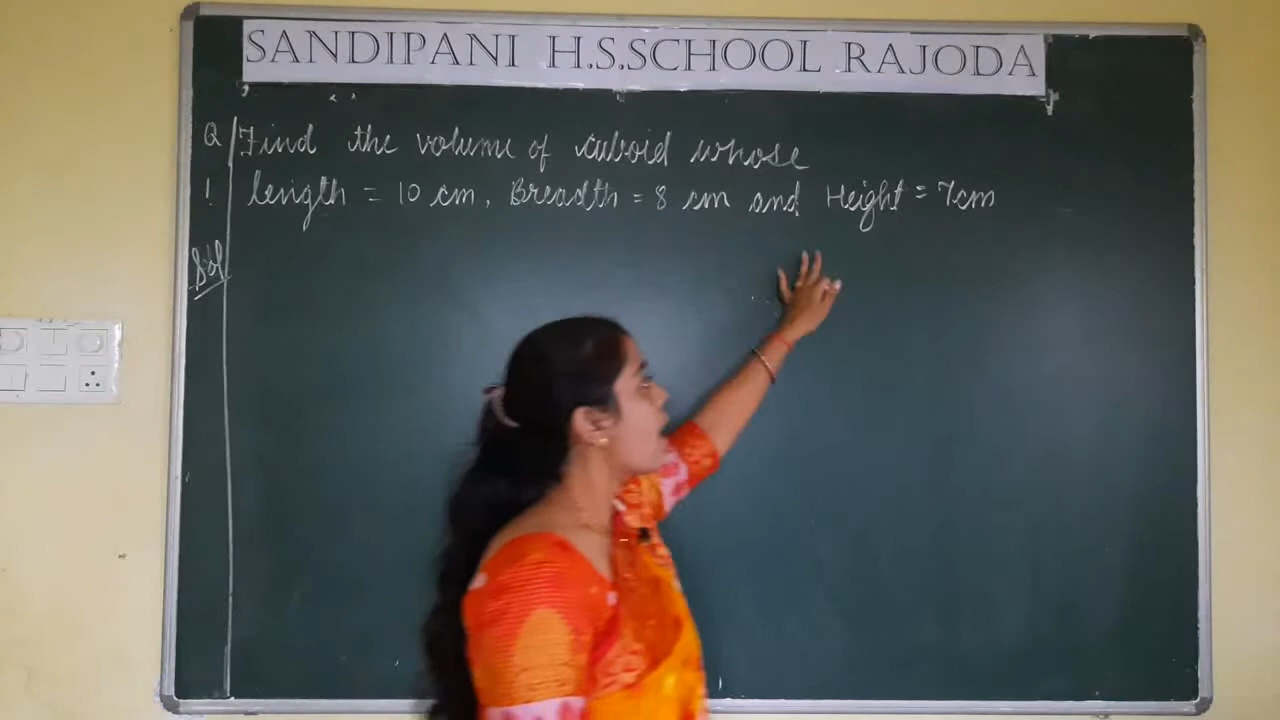 SANDIPANI H.S.SCHOOL RAJODA
Q Find the volume of cuboid whose
1 length = 10 cm, Breadth = 8 cm and Height = 7cm
Sol